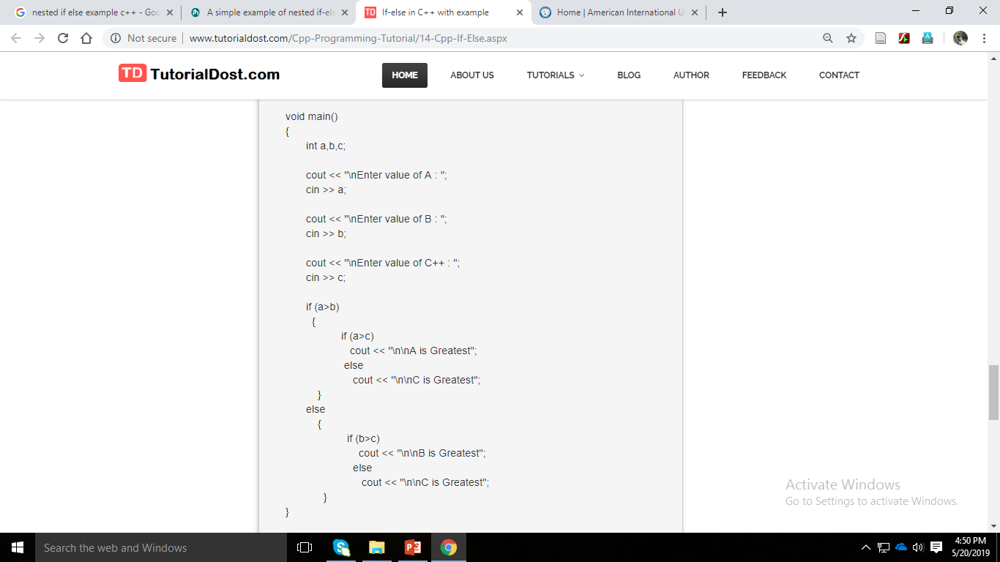 nested if else example c++ - Goo
A simple example of nested if-els
TD If-else in C++ with example
Home | American International U
Not secure | www.tutorialdost.com/Cpp-Programming-Tutorial/14-Cpp-If-Else.aspx
TD TutorialDost.com
HOME ABOUT US TUTORIALS BLOG AUTHOR FEEDBACK CONTACT
void main()
{
int a,b,c;
cout << "\nEnter value of A : ";
cin >> a;
cout << "\nEnter value of B : ";
cin >> b;
cout << "\nEnter value of C++ : ";
cin >> c;
if (a>b)
{
if (a>c)
cout << "\n\nA is Greatest";
else
cout << "\n\nC is Greatest";
}
else
{
if (b>c)
cout << "\n\nB is Greatest";
else
cout << "\n\nC is Greatest";
}
}
Activate Windows
Go to Settings to activate Windows.
Search the web and Windows
4:50 PM
5/20/2019